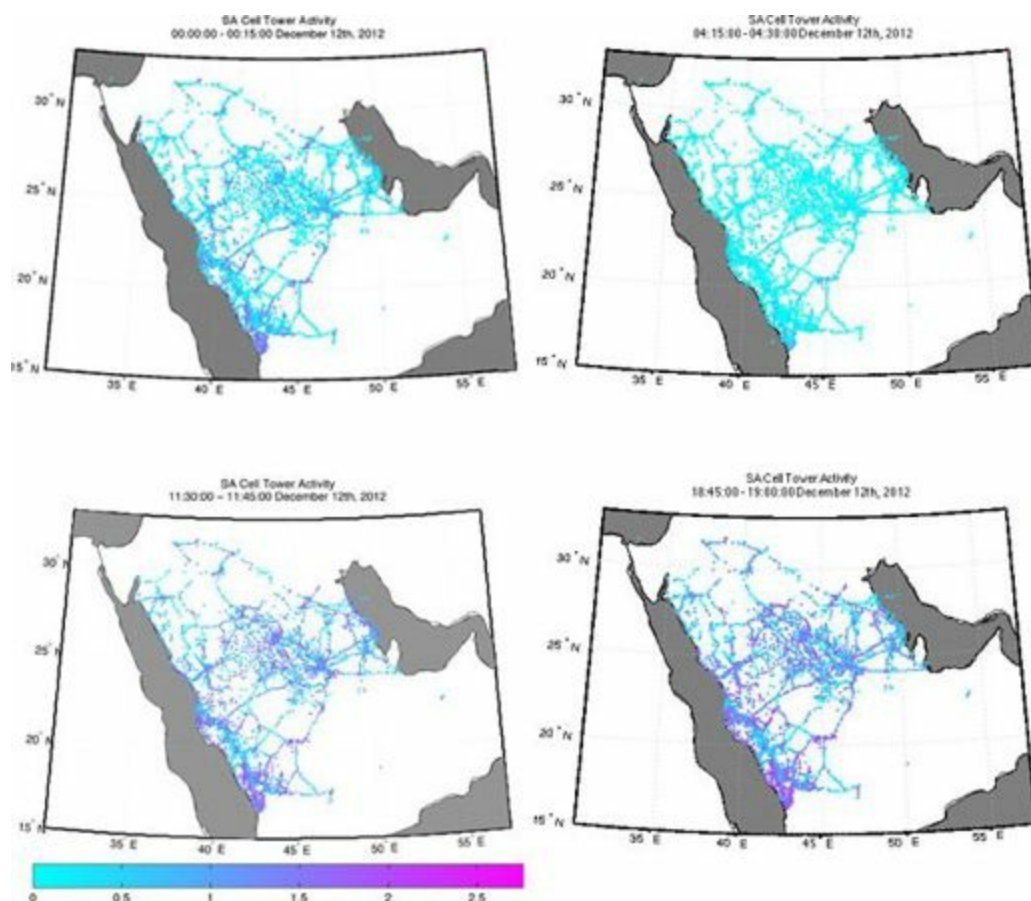 SA Cell Tower Activity
00:00:00 - 00:15:00 December 12th, 2012
30° N
25° N
20° N
15° N
35 E
40 E
45 E
50 E
55 E
SA Cell Tower Activity
04:15:00 - 04:30:00 December 12th, 2012
30° N
25° N
20° N
15° N
35 E
40 E
45 E
50 E
55 E
SA Cell Tower Activity
11:30:00 - 11:45:00 December 12th, 2012
30° N
25° N
20° N
15° N
35 E
40 E
45 E
50 E
55 E
SA Cell Tower Activity
18:45:00 - 19:00:00 December 12th, 2012
30° N
25° N
20° N
15° N
35 E
40 E
45 E
50 E
55 E
0 0.5 1 1.5 2 2.5